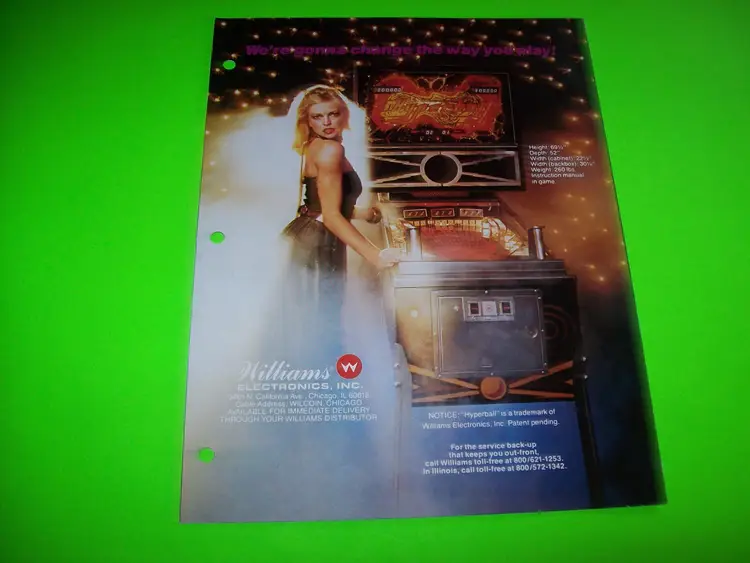 We're gonna change the way you play!
Height: 69½"
Depth: 52"
Width (cabinet): 22½"
Width (backbox): 30½"
Weight: 260 lbs.
Instruction manual
in game.
Williams®
ELECTRONICS, INC.
N. California Ave., Chicago, IL 60618
Cable Address: WILCOIN, CHICAGO
AVAILABLE FOR IMMEDIATE DELIVERY
THROUGH YOUR WILLIAMS DISTRIBUTOR
NOTICE: "Hyperball" is a trademark of
Williams Electronics, Inc. Patent pending.
For the service back-up
that keeps you out-front,
call Williams toll-free at 800/621-1253.
In Illinois, call toll-free at 800/572-1342.